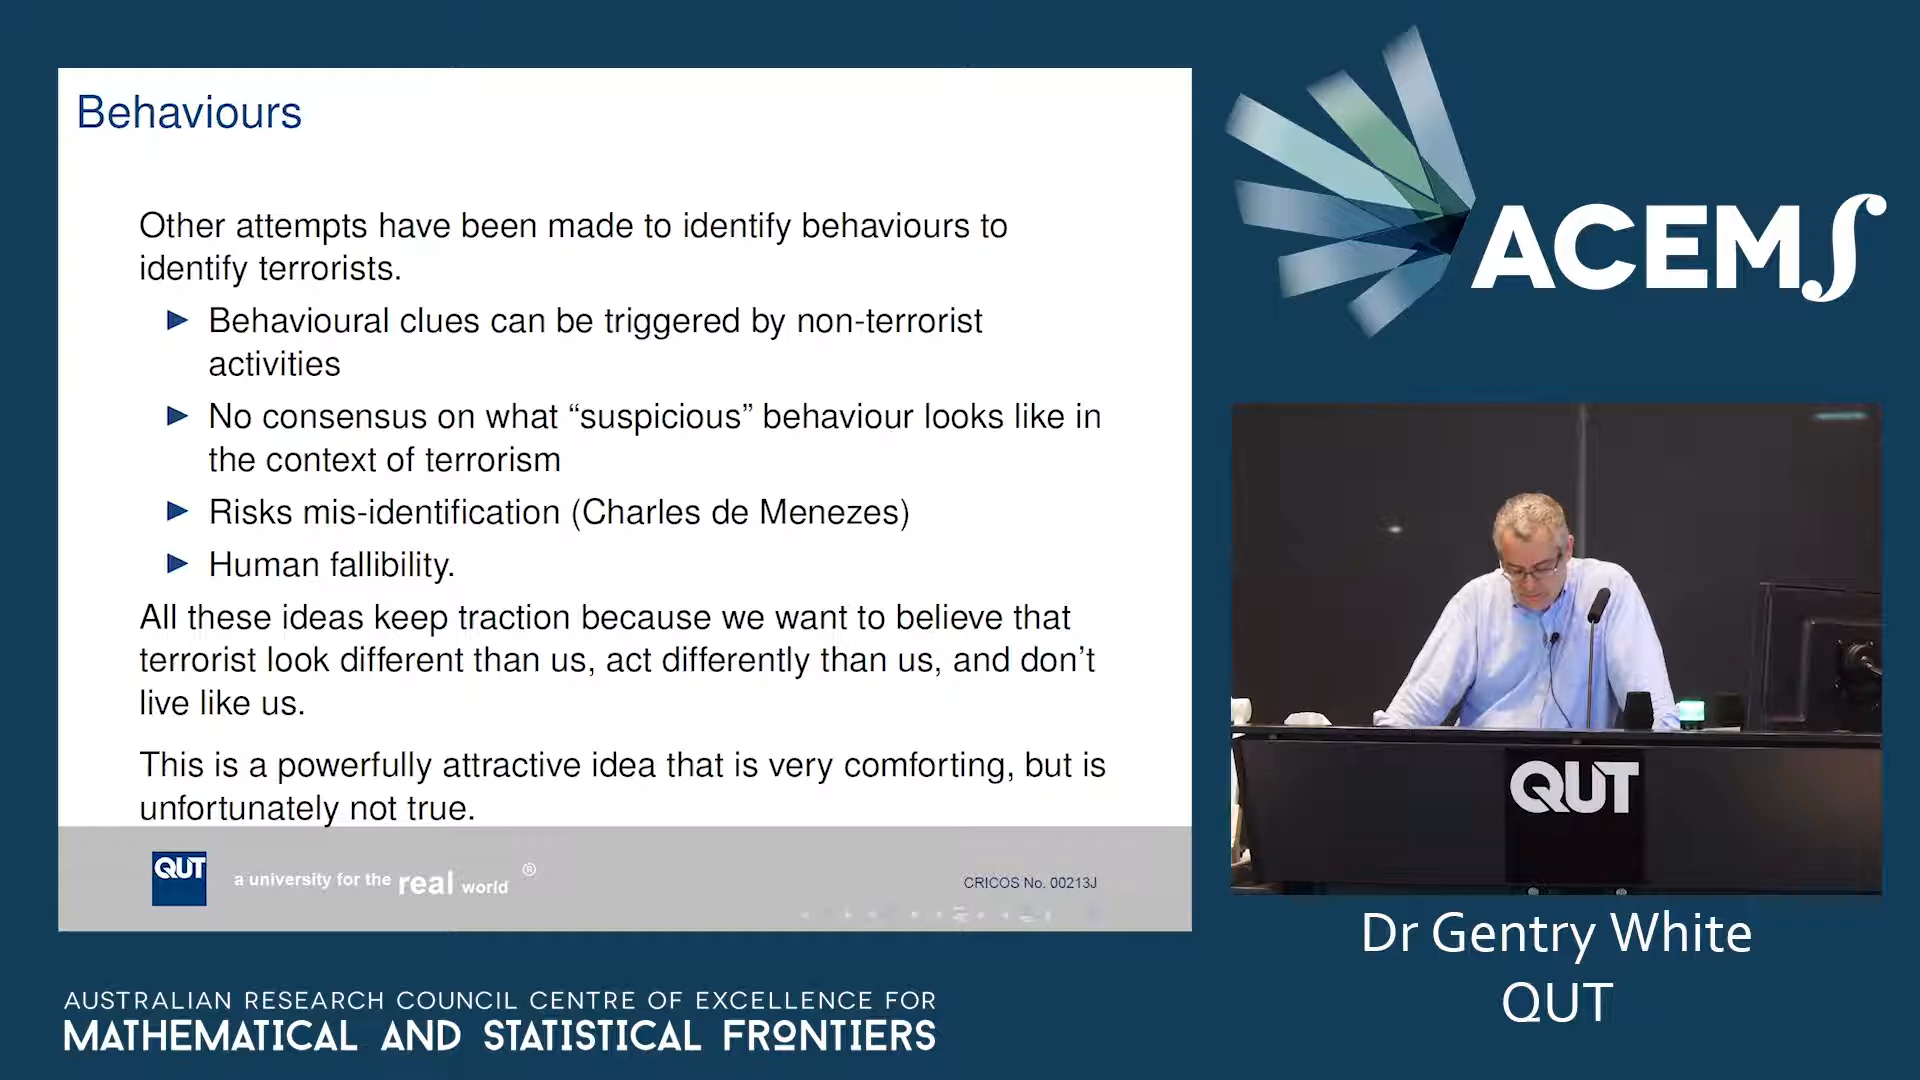 Behaviours
Other attempts have been made to identify behaviours to
identify terrorists.
Behavioural clues can be triggered by non-terrorist
activities
No consensus on what “suspicious” behaviour looks like in
the context of terrorism
Risks mis-identification (Charles de Menezes)
Human fallibility.
All these ideas keep traction because we want to believe that
terrorist look different than us, act differently than us, and don’t
live like us.
This is a powerfully attractive idea that is very comforting, but is
unfortunately not true.
QUT
a university for the real world ®
CRICOS No. 00213J
ACEMS
QUT
Dr Gentry White
QUT
AUSTRALIAN RESEARCH COUNCIL CENTRE OF EXCELLENCE FOR
MATHEMATICAL AND STATISTICAL FRONTIERS